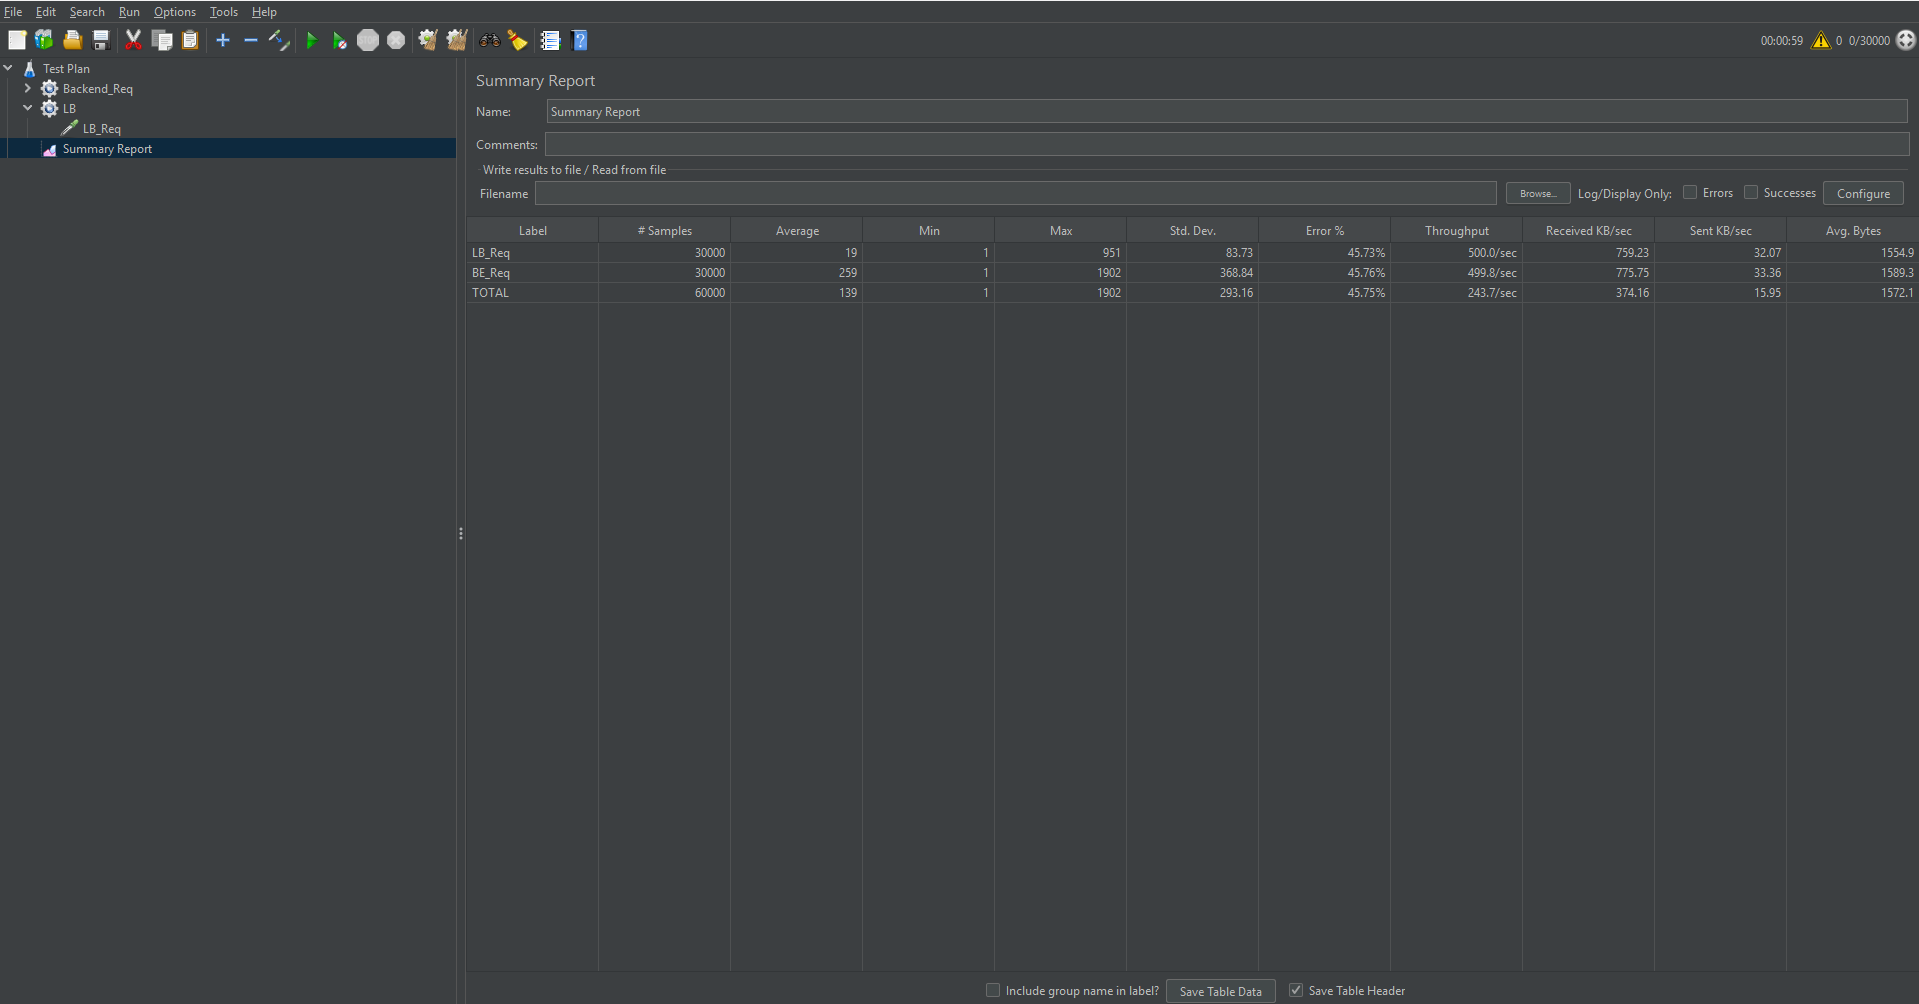 File Edit Search Run Options Tools Help
STOP
00:00:59 0 0/30000
Test Plan
Backend_Req
LB
LB_Req
Summary Report
Summary Report
Name: Summary Report
Comments:
Write results to file / Read from file
Filename Browse... Log/Display Only: Errors Successes Configure
Label # Samples Average Min Max Std. Dev. Error % Throughput Received KB/sec Sent KB/sec Avg. Bytes
LB_Req 30000 19 1 951 83.73 45.73% 500.0/sec 759.23 32.07 1554.9
BE_Req 30000 259 1 1902 368.84 45.76% 499.8/sec 775.75 33.36 1589.3
TOTAL 60000 139 1 1902 293.16 45.75% 243.7/sec 374.16 15.95 1572.1
Include group name in label? Save Table Data Save Table Header